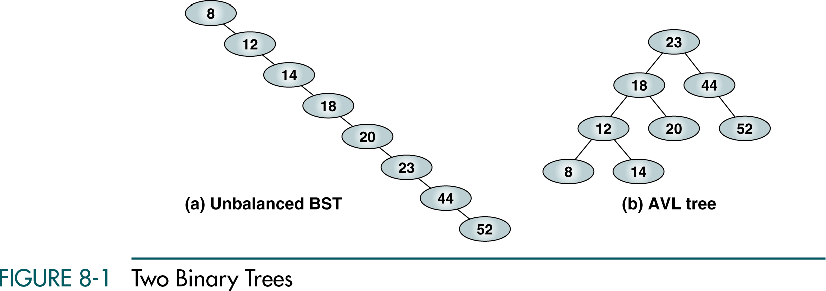 8
12
14
18
20
23
44
52
(a) Unbalanced BST
23
18 44
12 20 52
8 14
(b) AVL tree
FIGURE 8-1 Two Binary Trees